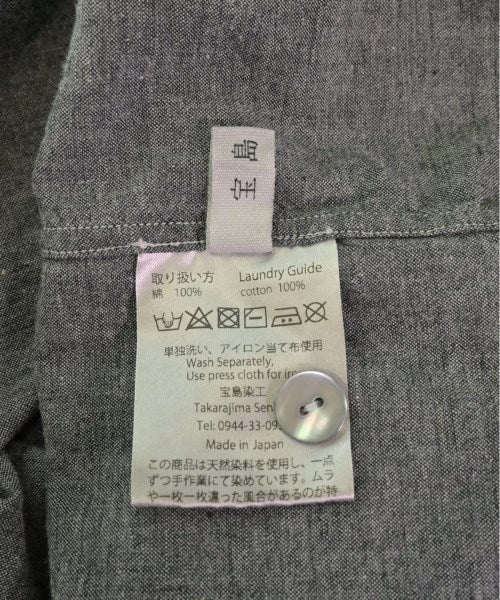 宝島
取り扱い方 Laundry Guide
綿 100% cotton 100%
単独洗い、アイロン当て布使用
Wash Separately,
Use press cloth for
宝島染工
Takarajima
Tel: 0944-33-
Made in Japan
この商品は天然染料を使用し、一点
ずつ手作業にて染めています。ムラ
や一枚一枚違った風合があるのが特